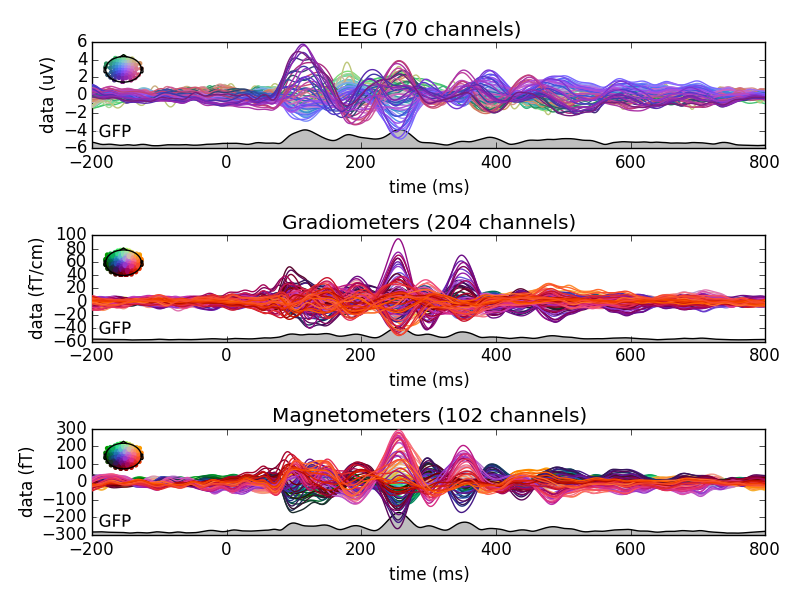 EEG (70 channels)
6
4
2
0
−2
−4
−6
data (uV)
GFP
−200 0 200 400 600 800
time (ms)
Gradiometers (204 channels)
100
80
60
40
20
0
−20
−40
−60
data (fT/cm)
GFP
−200 0 200 400 600 800
time (ms)
Magnetometers (102 channels)
300
200
100
0
−100
−200
−300
data (fT)
GFP
−200 0 200 400 600 800
time (ms)